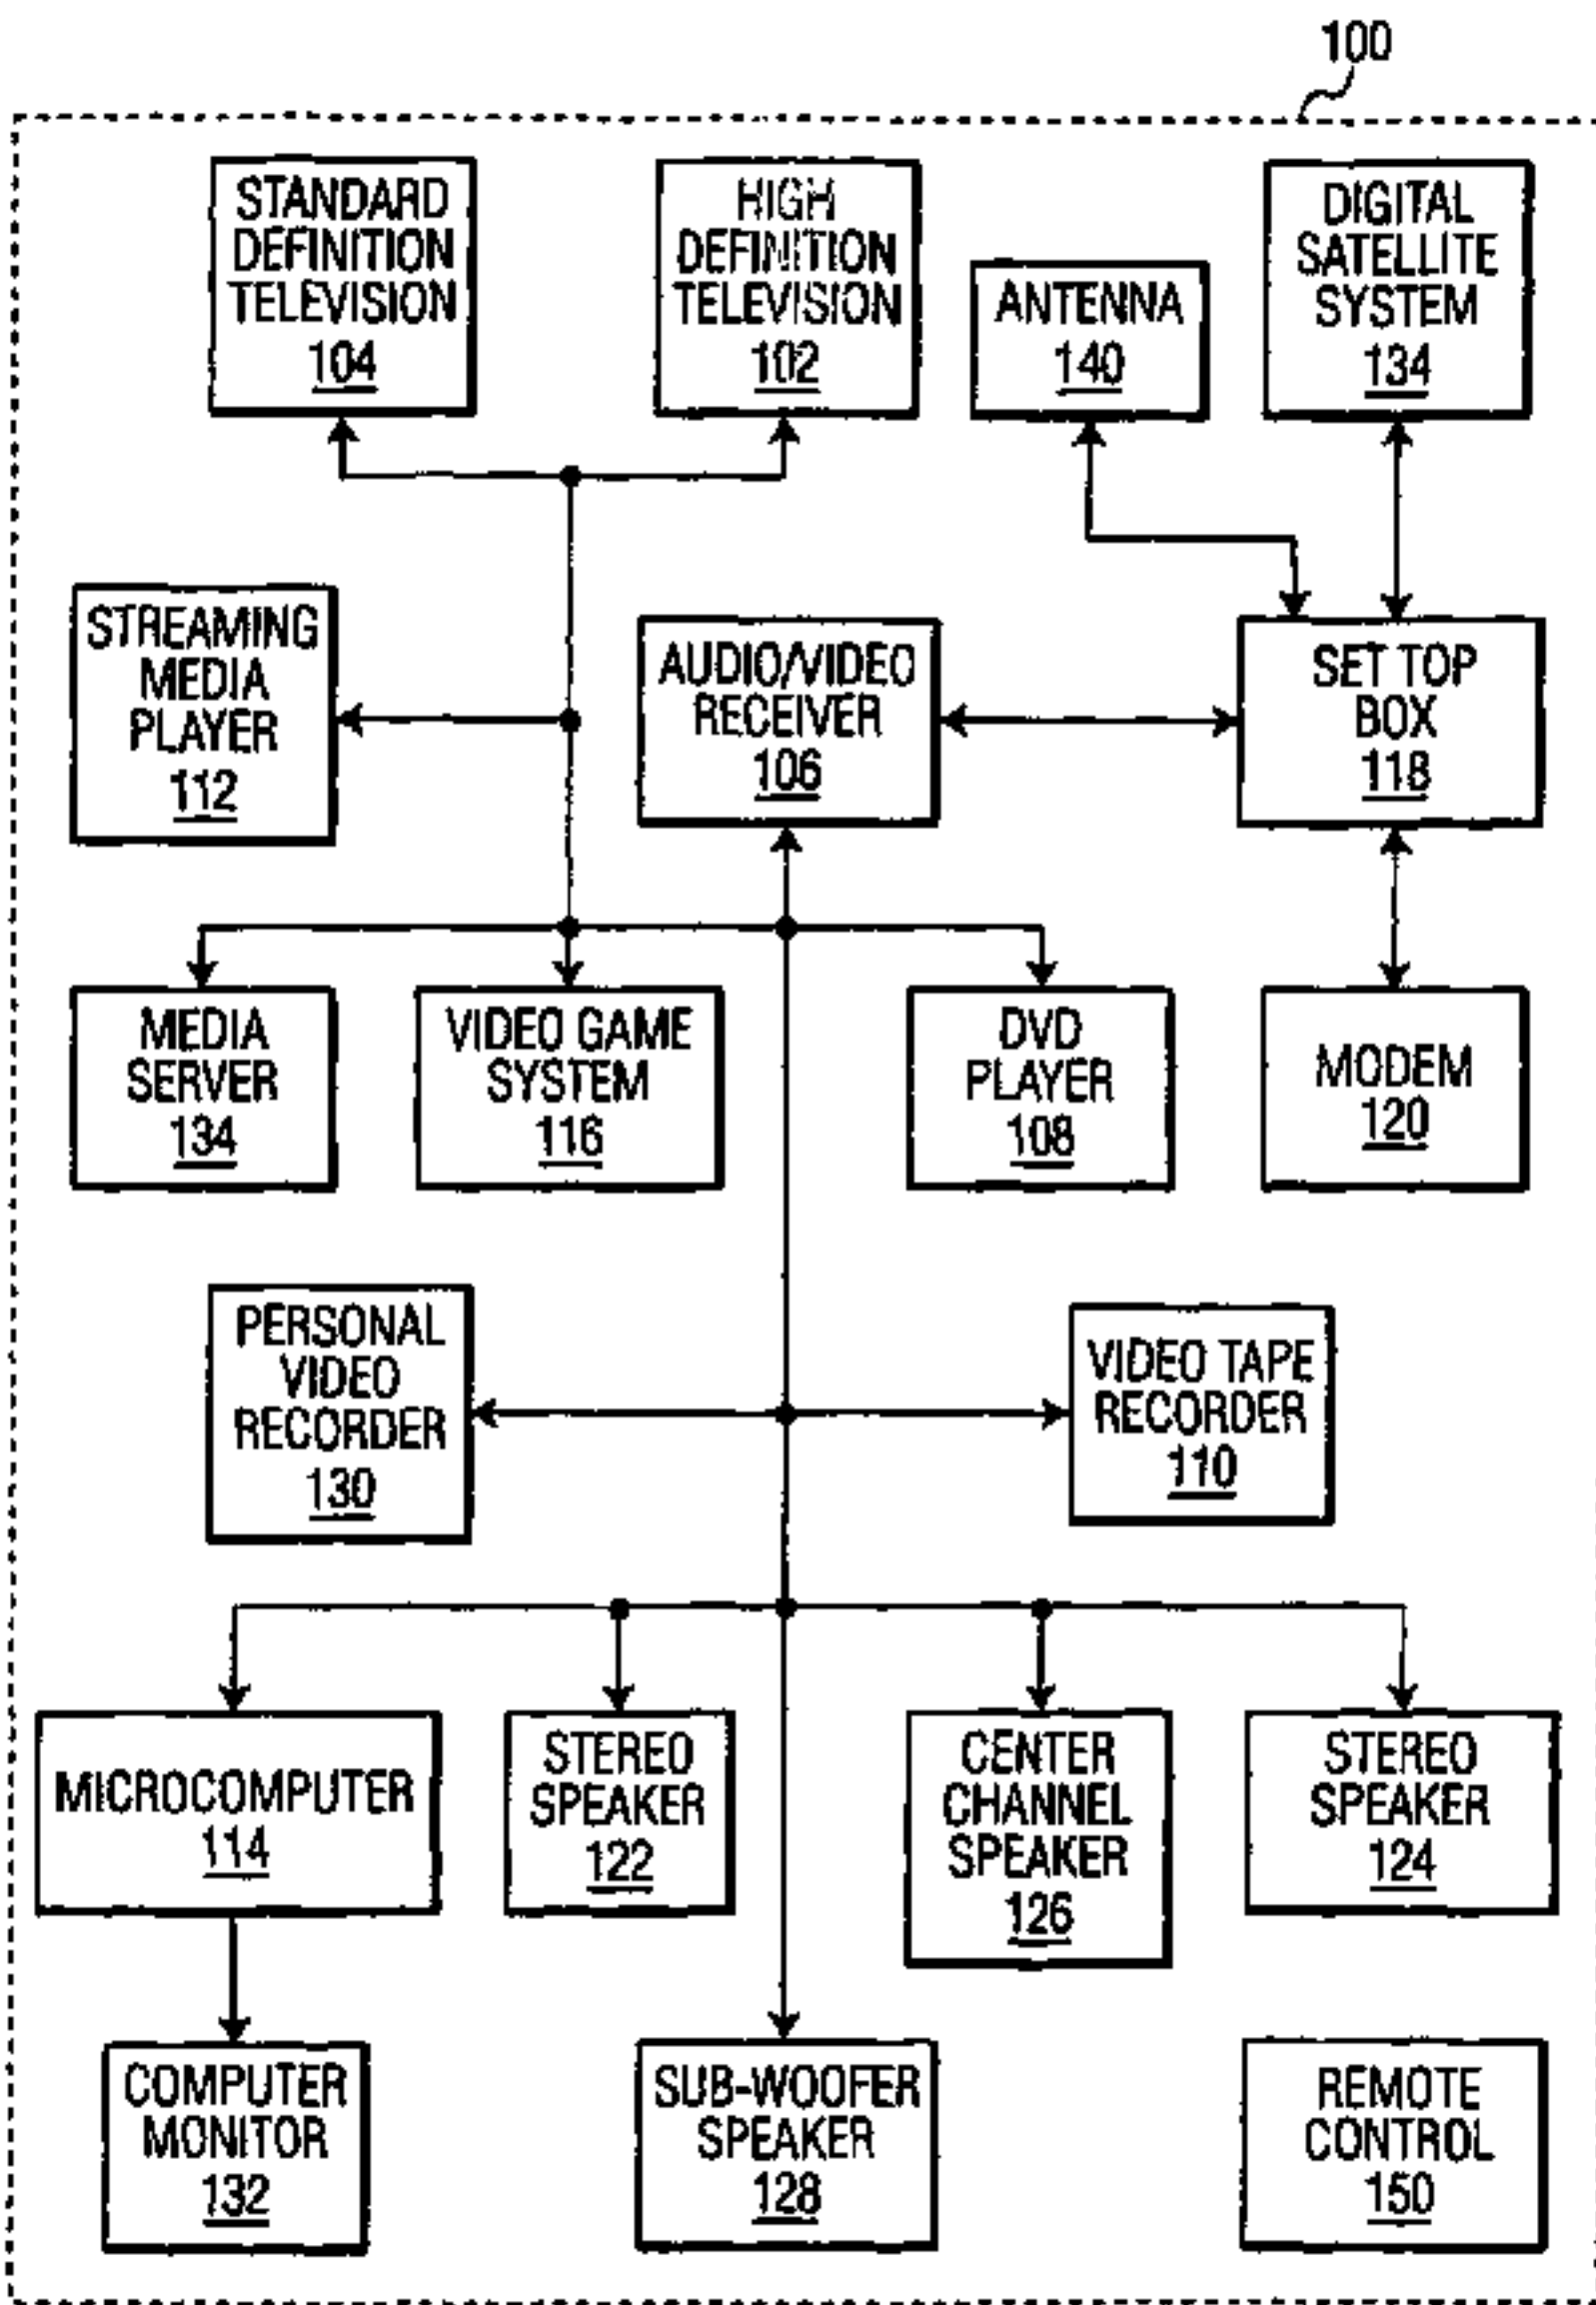 100
STANDARD
DEFINITION
TELEVISION
104
HIGH
DEFINITION
TELEVISION
102
ANTENNA
140
DIGITAL
SATELLITE
SYSTEM
134
STREAMING
MEDIA
PLAYER
112
AUDIO/VIDEO
RECEIVER
106
SET TOP
BOX
118
MEDIA
SERVER
134
VIDEO GAME
SYSTEM
116
DVD
PLAYER
108
MODEM
120
PERSONAL
VIDEO
RECORDER
130
VIDEO TAPE
RECORDER
110
MICROCOMPUTER
114
STEREO
SPEAKER
122
CENTER
CHANNEL
SPEAKER
126
STEREO
SPEAKER
124
COMPUTER
MONITOR
132
SUB-WOOFER
SPEAKER
128
REMOTE
CONTROL
150